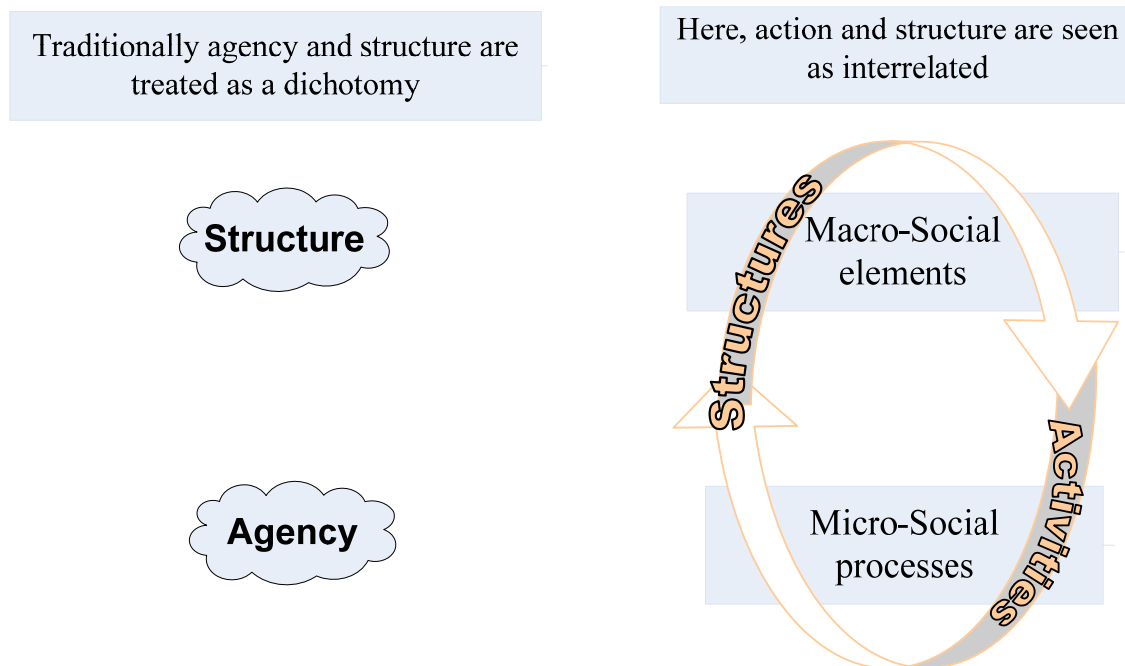 Traditionally agency and structure are
treated as a dichotomy
Here, action and structure are seen
as interrelated
Structure
Agency
Structures
Macro-Social
elements
Activities
Micro-Social
processes